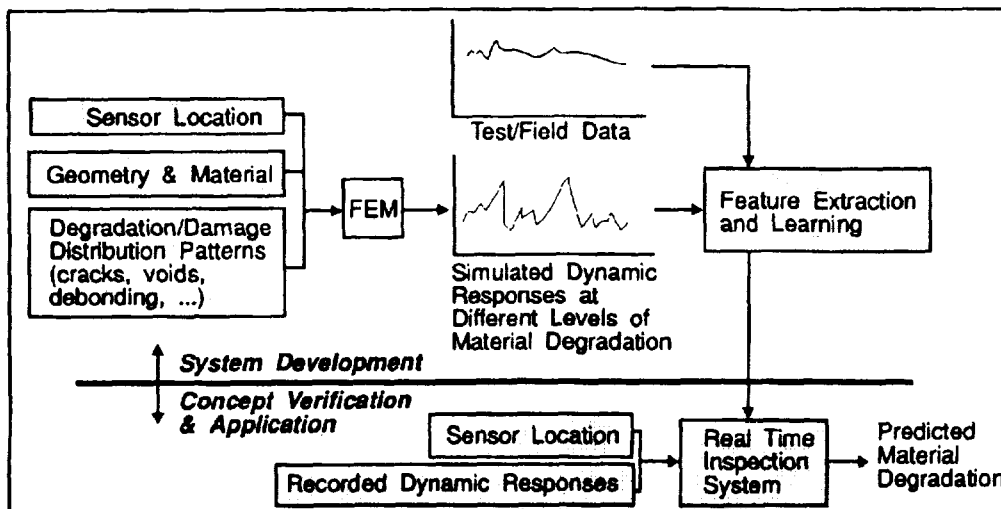 Sensor Location
Geometry & Material
Degradation/Damage
Distribution Patterns
(cracks, voids,
debonding, ...)
FEM
Test/Field Data
Simulated Dynamic
Responses at
Different Levels of
Material Degradation
Feature Extraction
and Learning
System Development
Concept Verification
& Application
Sensor Location
Recorded Dynamic Responses
Real Time
Inspection
System
Predicted
Material
Degradation